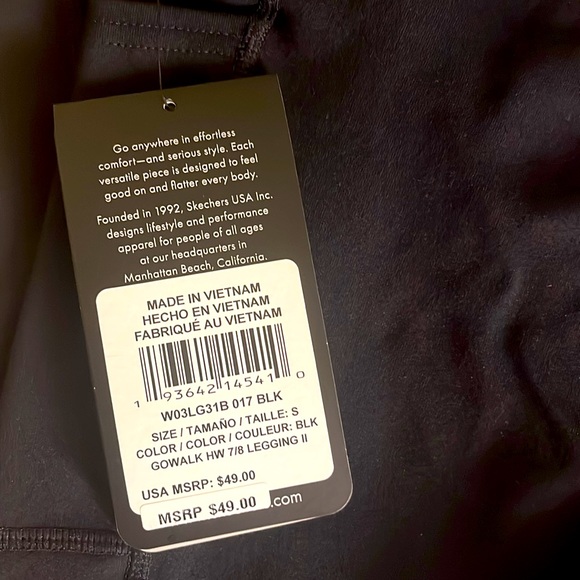 Go anywhere in effortless
comfort—and serious style. Each
versatile piece is designed to feel
good on and flatter every body.
Founded in 1992, Skechers USA Inc.
designs lifestyle and performance
apparel for people of all ages
at our headquarters in
Manhattan Beach, California.
MADE IN VIETNAM
HECHO EN VIETNAM
FABRIQUÉ AU VIETNAM
1 93642 14541 0
W03LG31B 017 BLK
SIZE / TAMAÑO / TAILLE: S
COLOR / COLOR / COULEUR: BLK
GOWALK HW 7/8 LEGGING II
USA MSRP: $49.00
MSRP $49.00 .com